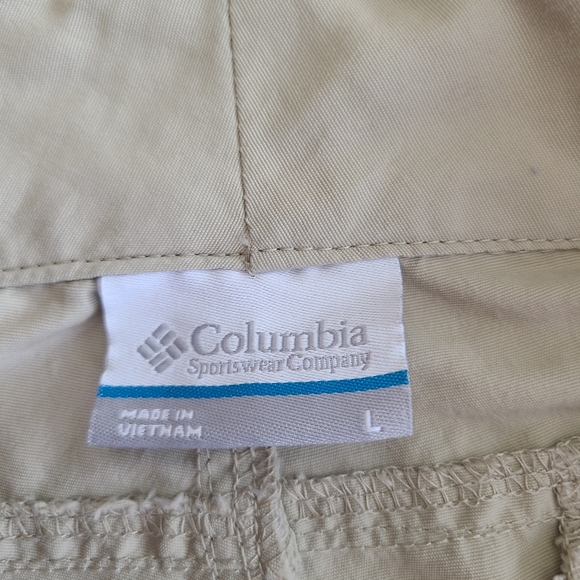 Columbia
Sportswear Company
MADE IN
VIETNAM
L